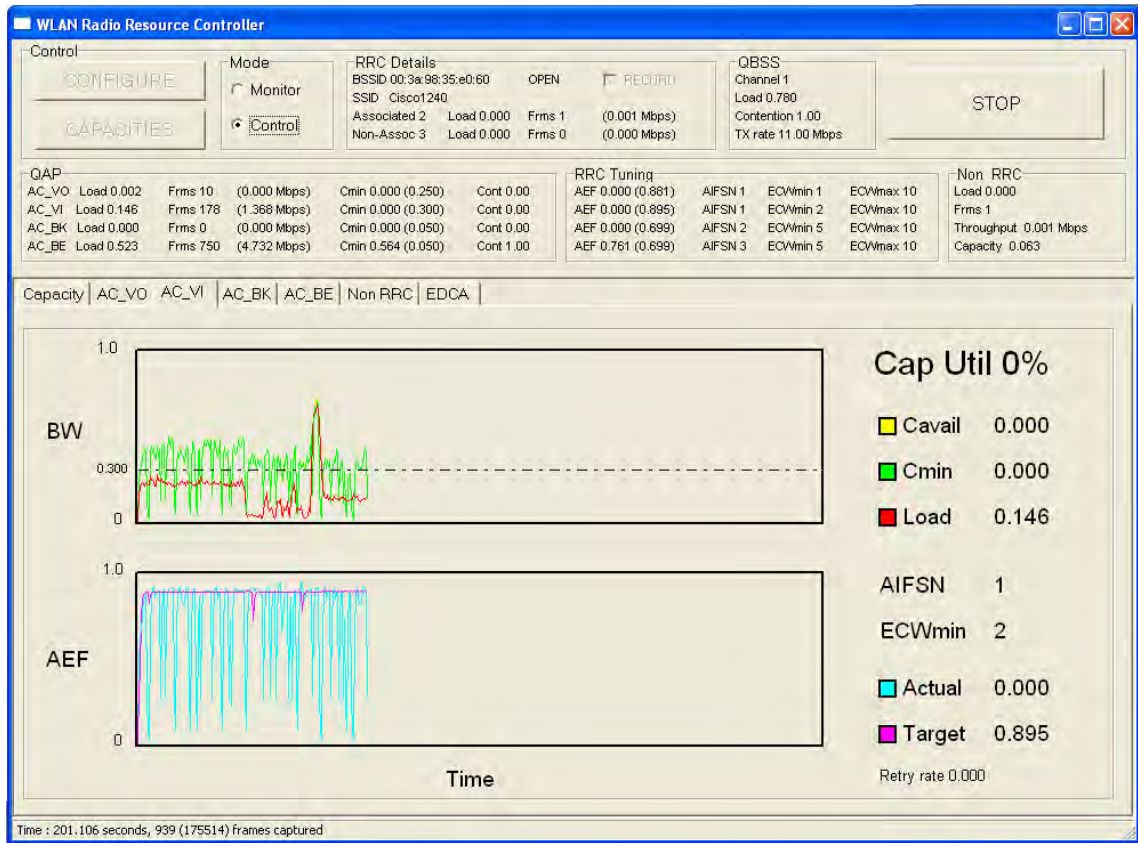 WLAN Radio Resource Controller
Control
CONFIGURE
CAPACITIES
Mode
Monitor
Control
RRC Details
BSSID 00:3a:98:35:e0:60 OPEN RECORD
SSID Cisco1240
Associated 2 Load 0.000 Frms 1 (0.001 Mbps)
Non-Assoc 3 Load 0.000 Frms 0 (0.000 Mbps)
QBSS
Channel 1
Load 0.780
Contention 1.00
TX rate 11.00 Mbps
STOP
QAP
AC_VO Load 0.002 Frms 10 (0.000 Mbps) Cmin 0.000 (0.250) Cont 0.00
AC_VI Load 0.146 Frms 178 (1.368 Mbps) Cmin 0.000 (0.300) Cont 0.00
AC_BK Load 0.000 Frms 0 (0.000 Mbps) Cmin 0.000 (0.050) Cont 0.00
AC_BE Load 0.523 Frms 750 (4.732 Mbps) Cmin 0.564 (0.050) Cont 1.00
RRC Tuning
AEF 0.000 (0.881) AIFSN 1 ECWmin 1 ECWmax 10
AEF 0.000 (0.895) AIFSN 1 ECWmin 2 ECWmax 10
AEF 0.000 (0.699) AIFSN 2 ECWmin 5 ECWmax 10
AEF 0.761 (0.699) AIFSN 3 ECWmin 5 ECWmax 10
Non RRC
Load 0.000
Frms 1
Throughput 0.001 Mbps
Capacity 0.063
Capacity AC_VO AC_VI AC_BK AC_BE Non RRC EDCA
1.0
BW
0.300
0
Cap Util 0%
Cavail 0.000
Cmin 0.000
Load 0.146
1.0
AEF
0
Time
AIFSN 1
ECWmin 2
Actual 0.000
Target 0.895
Retry rate 0.000
Time : 201.106 seconds, 939 (175514) frames captured